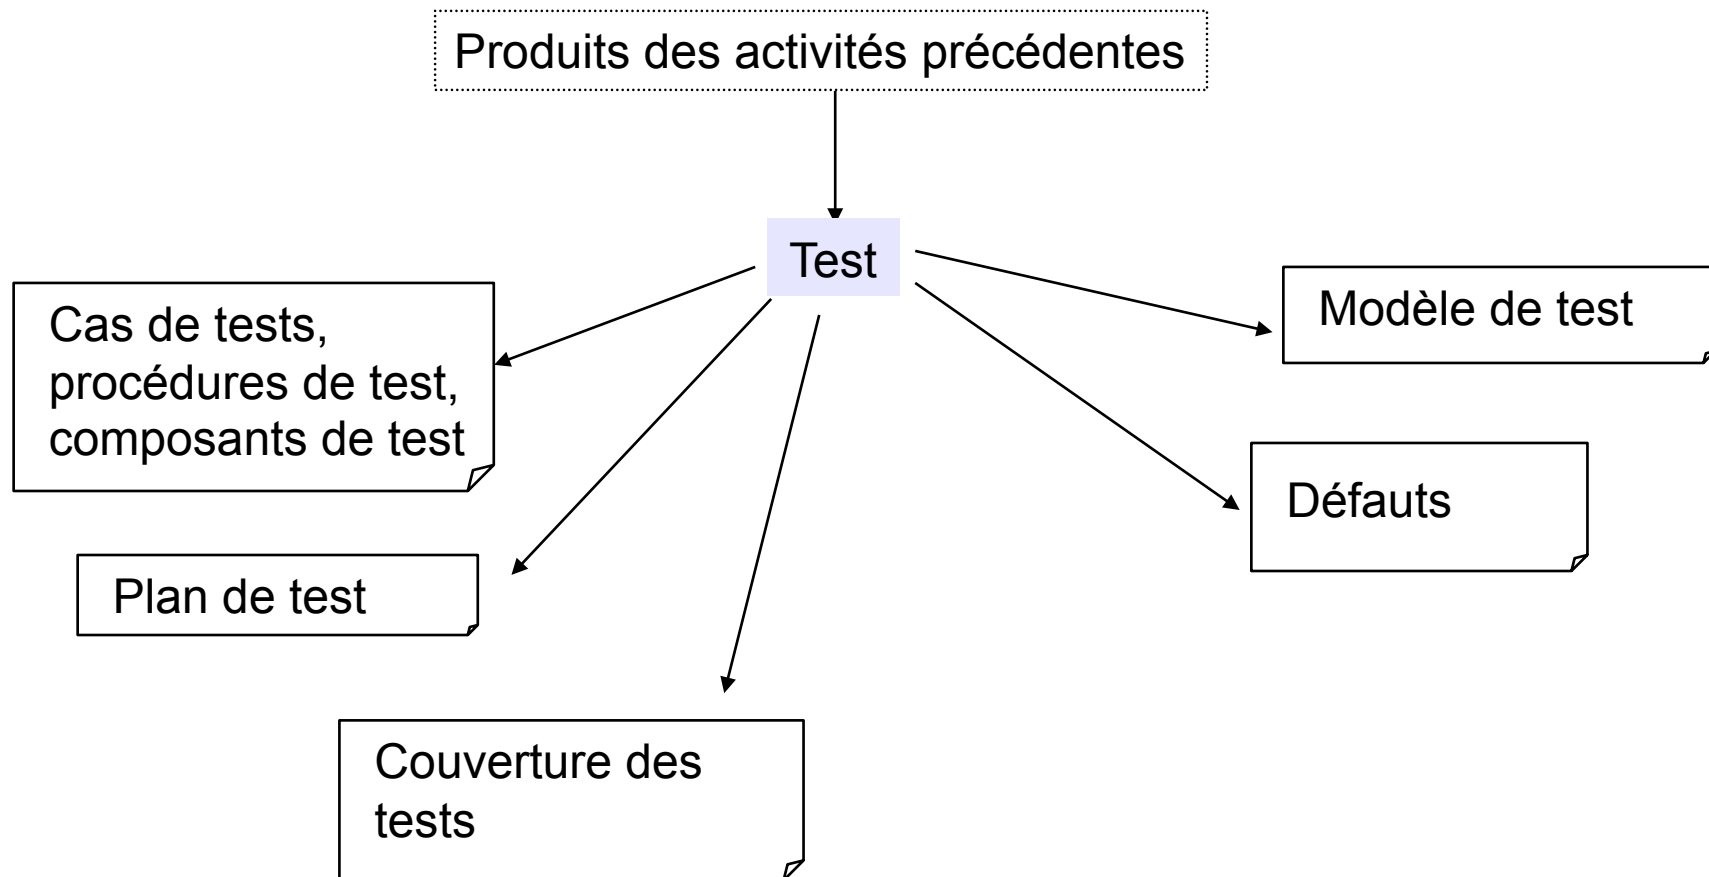 Produits des activités précédentes
Test
Cas de tests,
procédures de test,
composants de test
Modèle de test
Défauts
Plan de test
Couverture des
tests